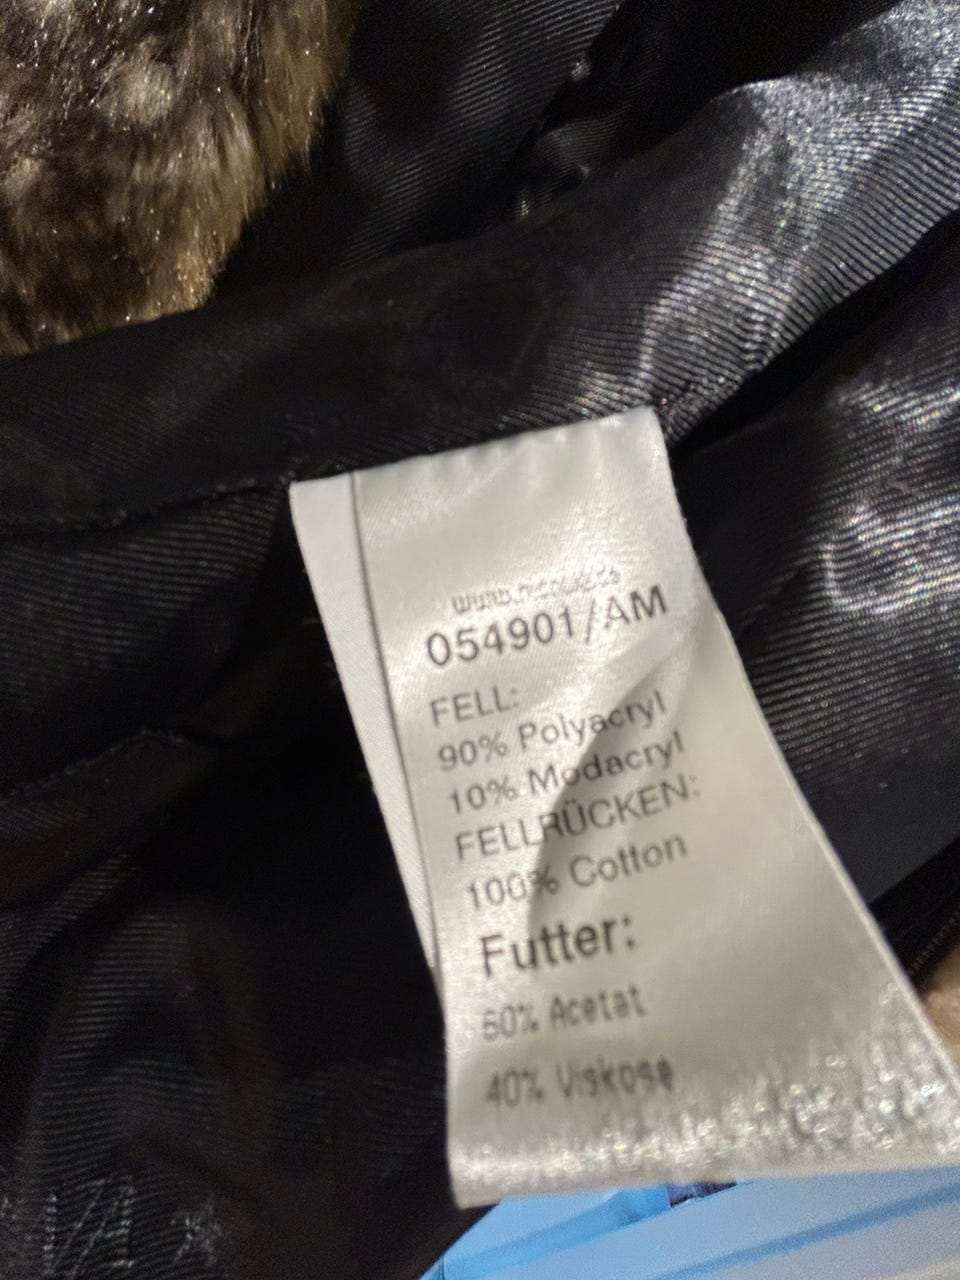 054901/AM
FELL:
90% Polyacryl
10% Modacryl
FELLRÜCKEN:
100% Cotton
Futter:
60% Acetat
40% Viskose